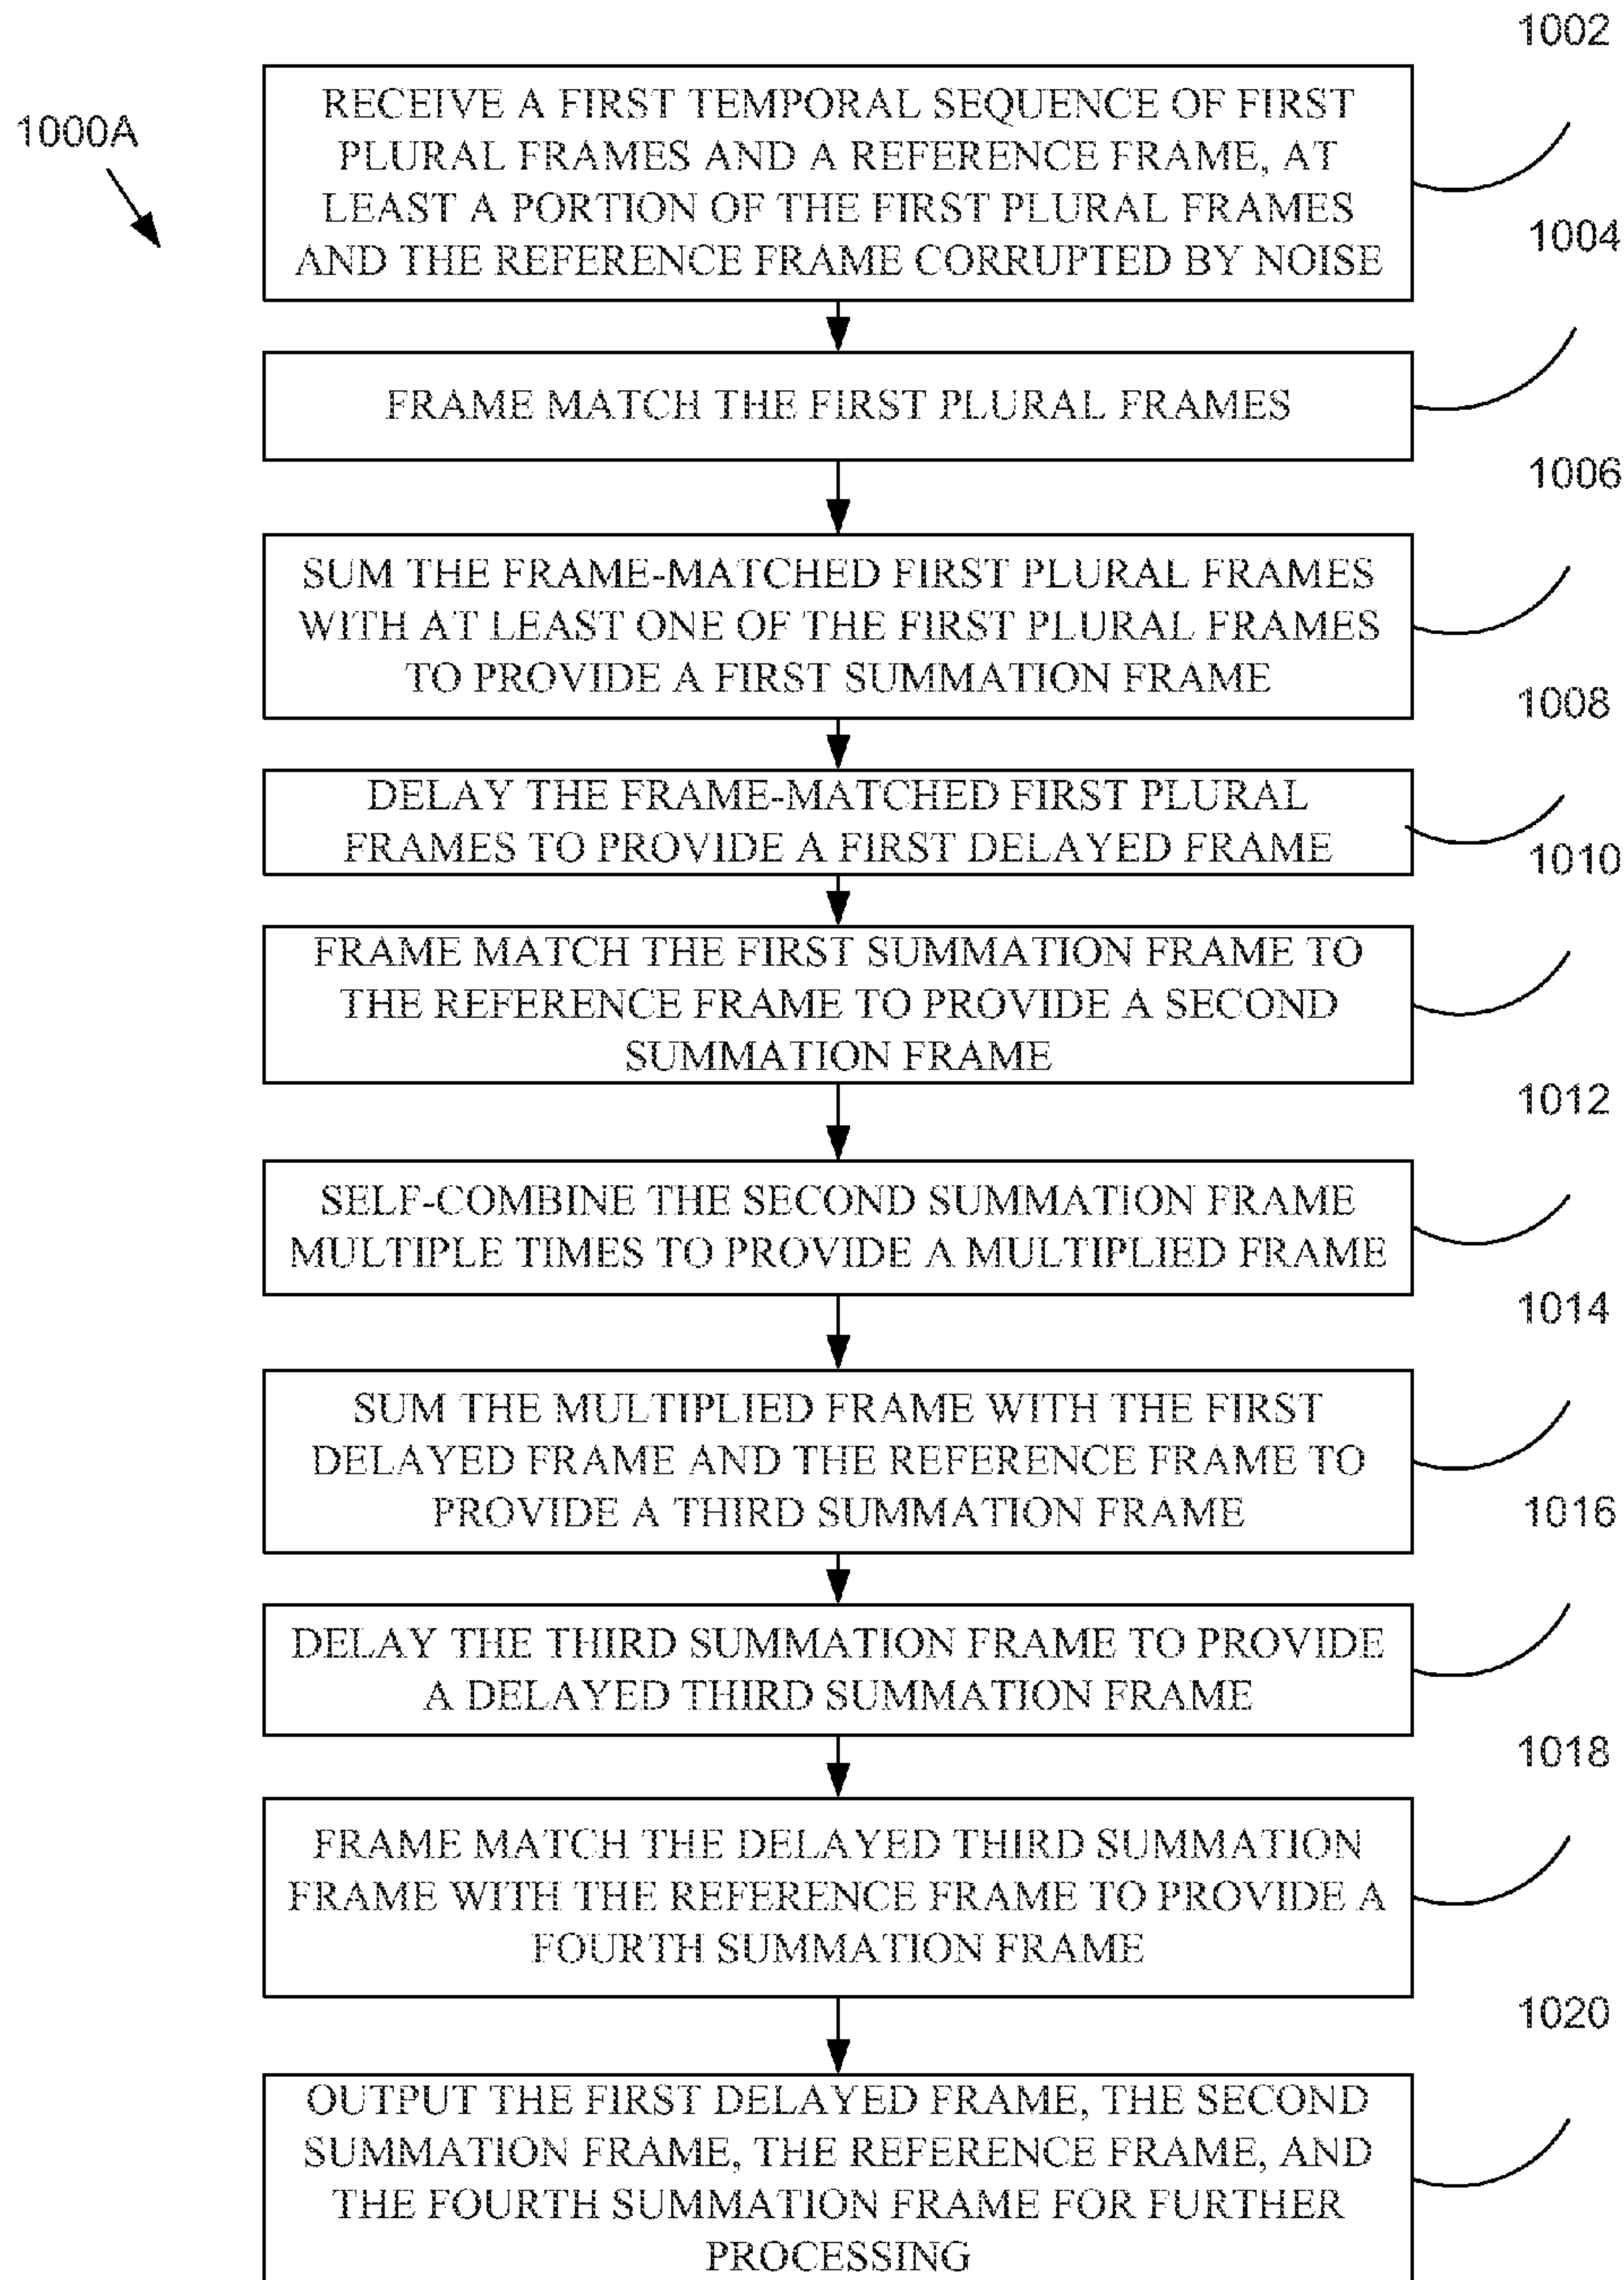 1002
1000A
RECEIVE A FIRST TEMPORAL SEQUENCE OF FIRST
PLURAL FRAMES AND A REFERENCE FRAME, AT
LEAST A PORTION OF THE FIRST PLURAL FRAMES
AND THE REFERENCE FRAME CORRUPTED BY NOISE
1004
FRAME MATCH THE FIRST PLURAL FRAMES
1006
SUM THE FRAME-MATCHED FIRST PLURAL FRAMES
WITH AT LEAST ONE OF THE FIRST PLURAL FRAMES
TO PROVIDE A FIRST SUMMATION FRAME
1008
DELAY THE FRAME-MATCHED FIRST PLURAL
FRAMES TO PROVIDE A FIRST DELAYED FRAME
1010
FRAME MATCH THE FIRST SUMMATION FRAME TO
THE REFERENCE FRAME TO PROVIDE A SECOND
SUMMATION FRAME
1012
SELF-COMBINE THE SECOND SUMMATION FRAME
MULTIPLE TIMES TO PROVIDE A MULTIPLIED FRAME
1014
SUM THE MULTIPLIED FRAME WITH THE FIRST
DELAYED FRAME AND THE REFERENCE FRAME TO
PROVIDE A THIRD SUMMATION FRAME
1016
DELAY THE THIRD SUMMATION FRAME TO PROVIDE
A DELAYED THIRD SUMMATION FRAME
1018
FRAME MATCH THE DELAYED THIRD SUMMATION
FRAME WITH THE REFERENCE FRAME TO PROVIDE A
FOURTH SUMMATION FRAME
1020
OUTPUT THE FIRST DELAYED FRAME, THE SECOND
SUMMATION FRAME, THE REFERENCE FRAME, AND
THE FOURTH SUMMATION FRAME FOR FURTHER
PROCESSING